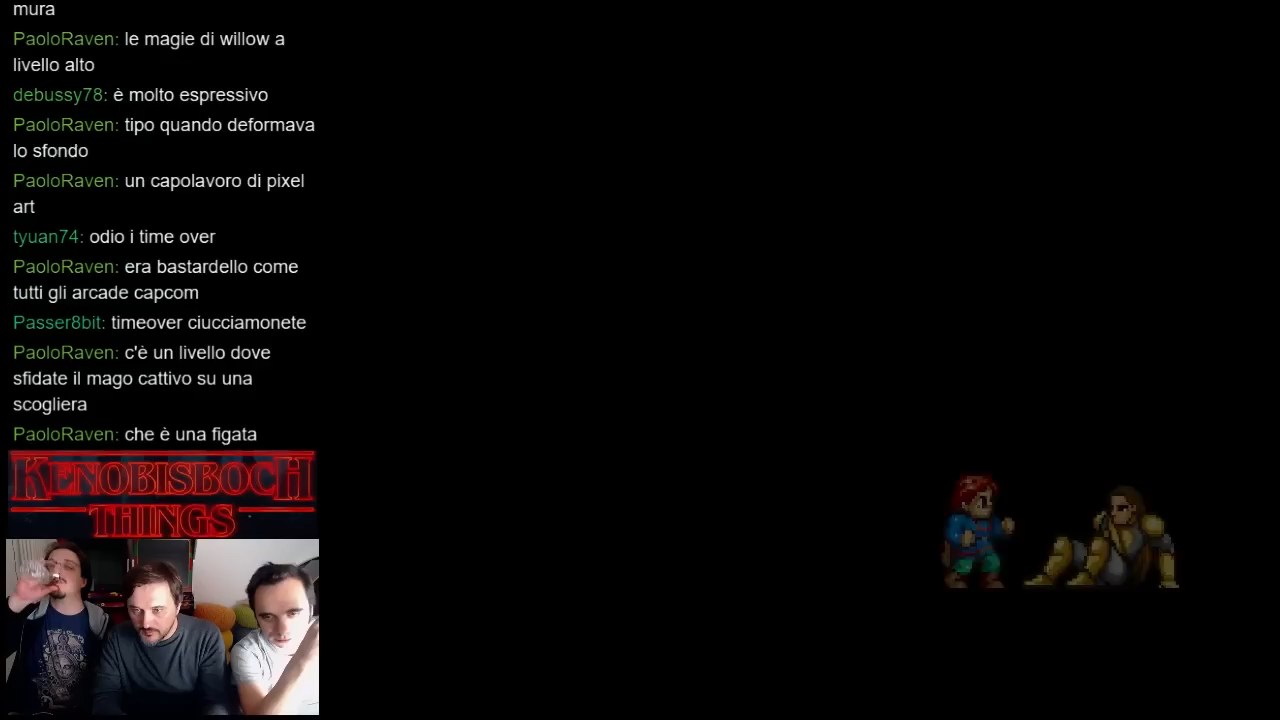 mura
PaoloRaven: le magie di willow a
livello alto
debussy78: è molto espressivo
PaoloRaven: tipo quando deformava
lo sfondo
PaoloRaven: un capolavoro di pixel
art
tyuan74: odio i time over
PaoloRaven: era bastardello come
tutti gli arcade capcom
Passer8bit: timeover ciucciamonete
PaoloRaven: c'è un livello dove
sfidate il mago cattivo su una
scogliera
PaoloRaven: che è una figata
KENOBISBOCH
THINGS